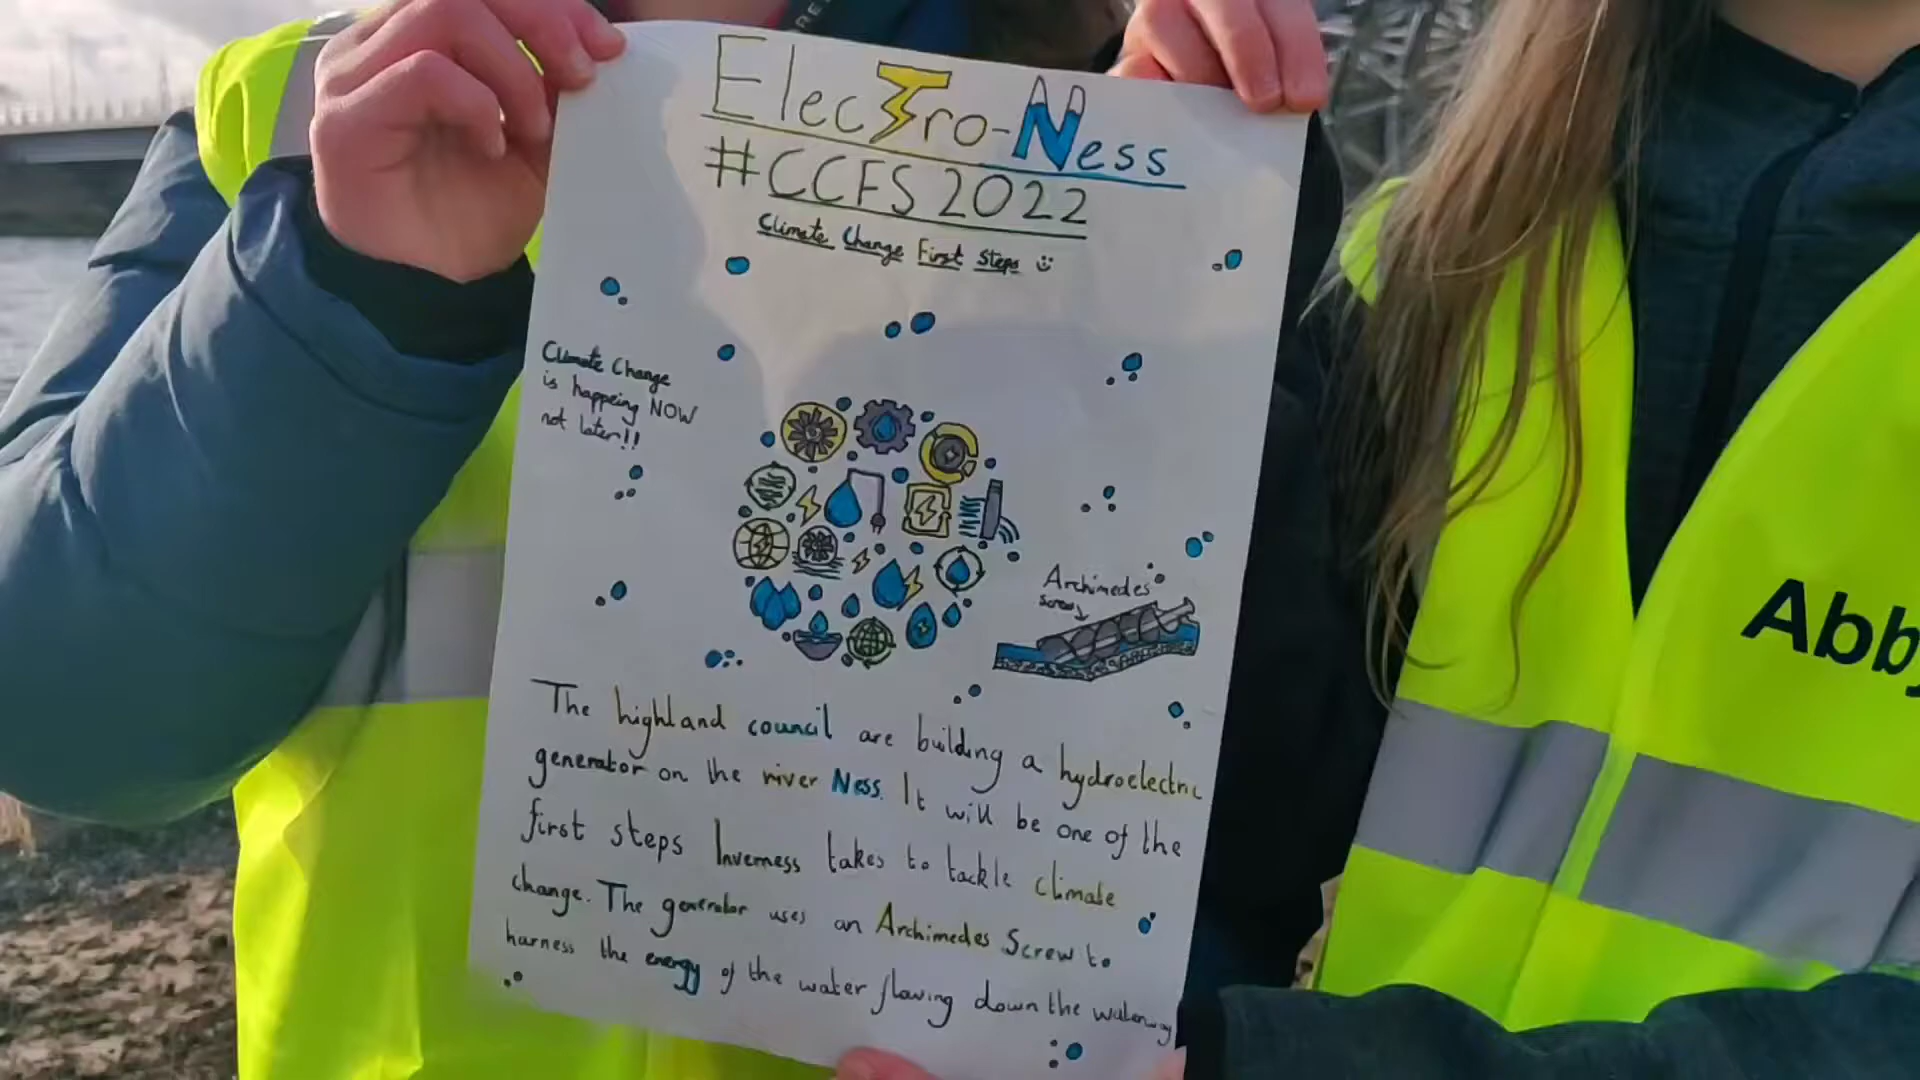 Electro-Ness
#CCFS 2022
Climate Change First Steps
Climate Change
is happeing NOW
not later!!
Archimedes
Screw
The highland council are building a hydroelectric
generator on the river Ness. It will be one of the
first steps Inverness takes to tackle climate
change. The generator uses an Archimedes Screw to
harness the energy of the water flowing down the waterway
Abby